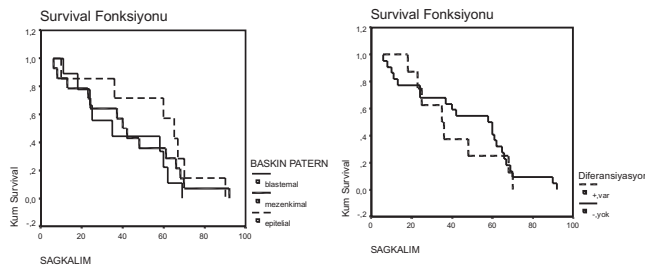 Survival Fonksiyonu
1,2
1,0
,8
,6
,4
,2
0,0
-,2
Kum Survival
0 20 40 60 80 100
SAGKALIM
BASKIN PATERN
blastemal
mezenkimal
epitelial
Survival Fonksiyonu
1,2
1,0
,8
,6
,4
,2
0,0
-,2
Kum Survival
0 20 40 60 80 100
SAGKALIM
Diferansiyasyon
+,var
-,yok